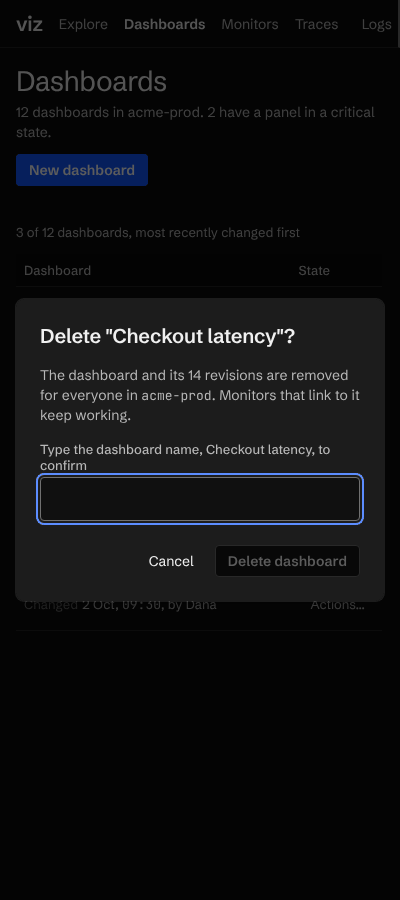 viz Explore Dashboards Monitors Traces Logs
Dashboards
12 dashboards in acme-prod. 2 have a panel in a critical
state.
New dashboard
3 of 12 dashboards, most recently changed first
Dashboard State
Delete "Checkout latency"?
The dashboard and its 14 revisions are removed
for everyone in acme-prod. Monitors that link to it
keep working.
Type the dashboard name, Checkout latency, to
confirm
Cancel Delete dashboard
Changed 2 Oct, 09:30, by Dana Actions…